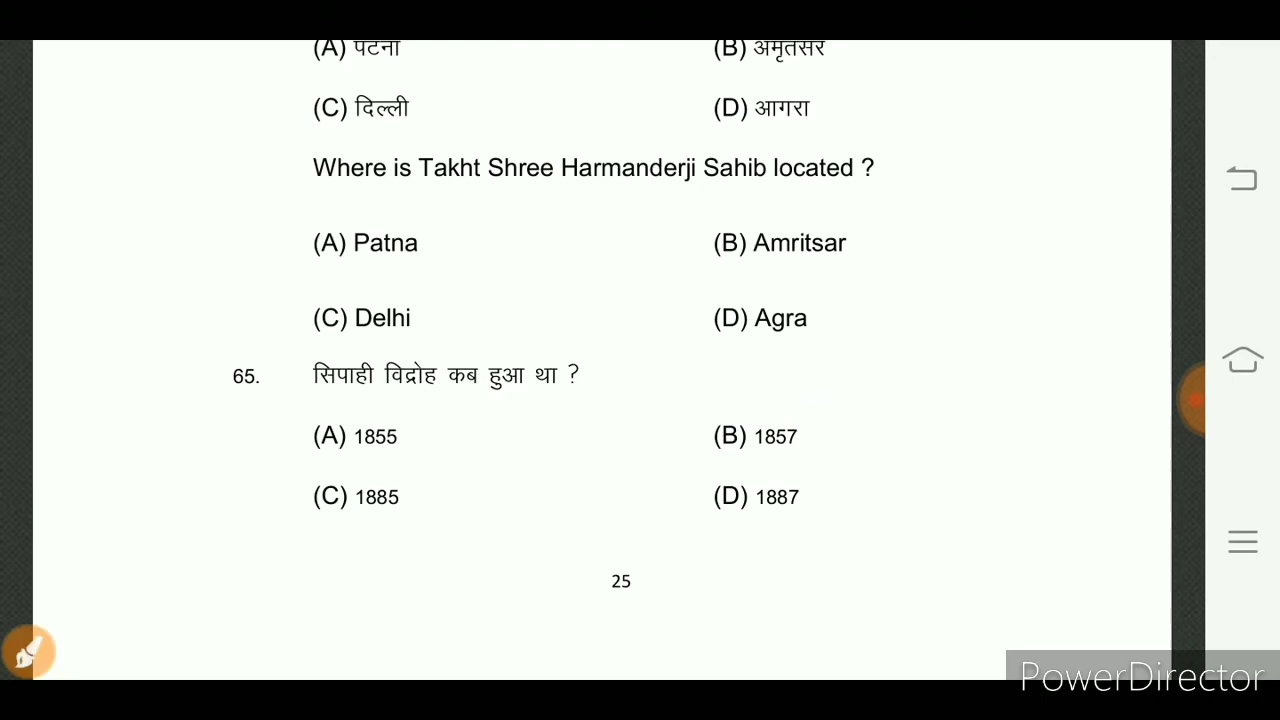 (A) पटना (B) अमृतसर
(C) दिल्ली (D) आगरा
Where is Takht Shree Harmanderji Sahib located ?
(A) Patna (B) Amritsar
(C) Delhi (D) Agra
65. सिपाही विद्रोह कब हुआ था ?
(A) 1855 (B) 1857
(C) 1885 (D) 1887
25
PowerDirector